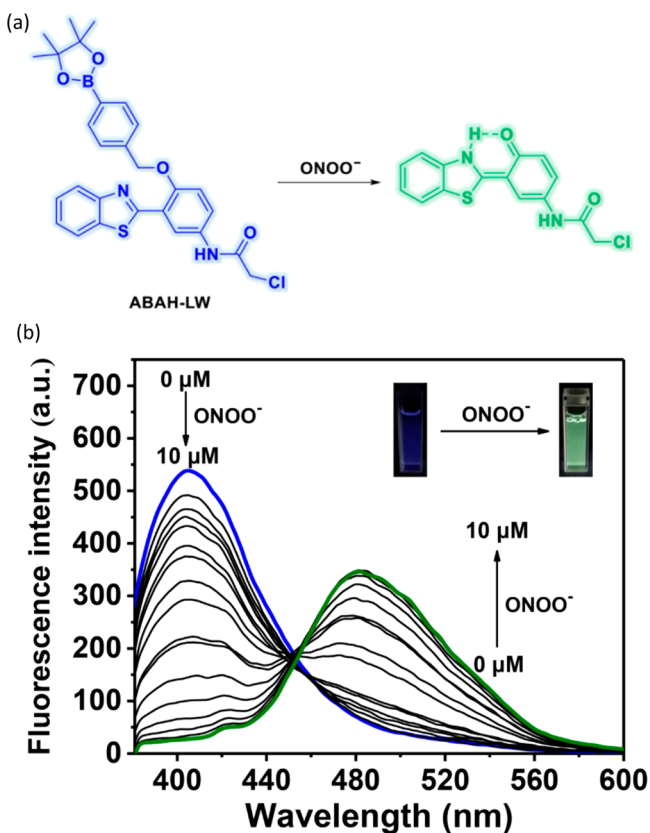 (a)
O
O
B
O
N
S
HN
O
Cl
ABAH-LW
ONOO⁻
H
O
N
S
HN
O
Cl
(b)
Fluorescence intensity (a.u.)
700
600
500
400
300
200
100
0
0 μM
ONOO⁻
10 μM
ONOO⁻
10 μM
ONOO⁻
0 μM
400 440 480 520 560 600
Wavelength (nm)